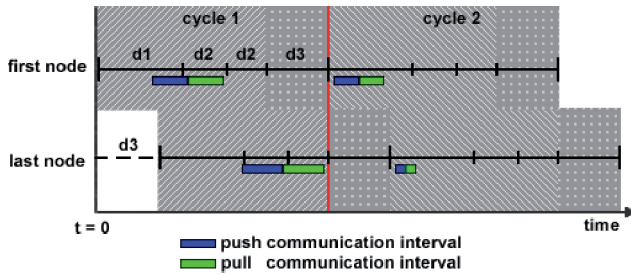 cycle 1 cycle 2
d1 d2 d2 d3
first node
d3
last node
t = 0 time
push communication interval
pull communication interval